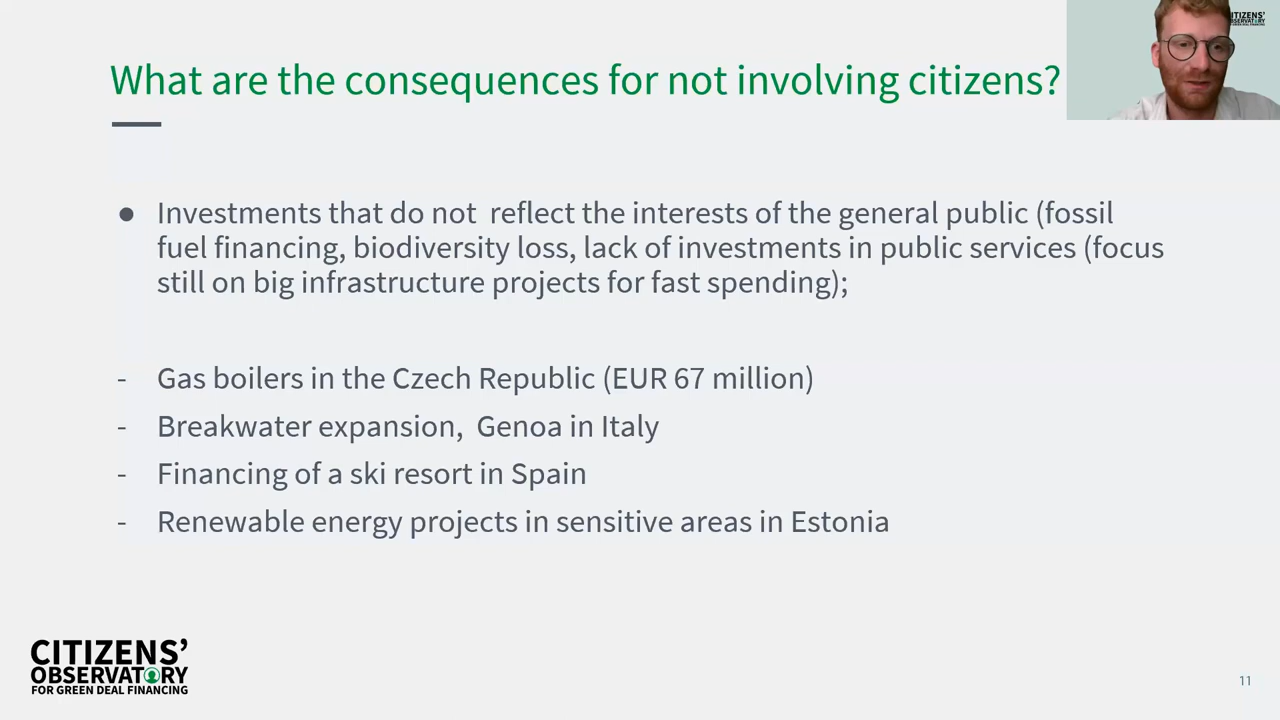 CITIZENS'
OBSERVATORY
What are the consequences for not involving citizens?
● Investments that do not  reflect the interests of the general public (fossil
fuel financing, biodiversity loss, lack of investments in public services (focus
still on big infrastructure projects for fast spending);
- Gas boilers in the Czech Republic (EUR 67 million)
- Breakwater expansion,  Genoa in Italy
- Financing of a ski resort in Spain
- Renewable energy projects in sensitive areas in Estonia
CITIZENS'
OBSERVATORY
FOR GREEN DEAL FINANCING
11